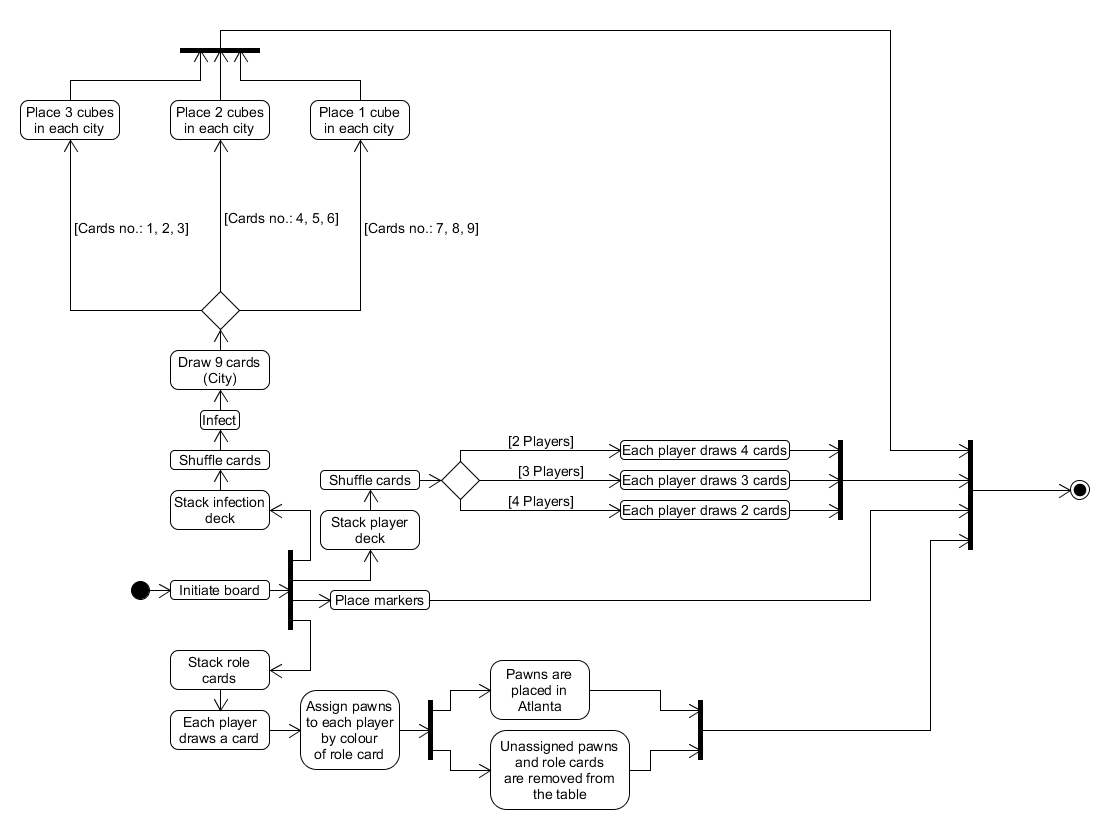 Place 3 cubes
in each city
Place 2 cubes
in each city
Place 1 cube
in each city
[Cards no.: 1, 2, 3]
[Cards no.: 4, 5, 6]
[Cards no.: 7, 8, 9]
Draw 9 cards
(City)
Infect
Shuffle cards
Stack infection
deck
Shuffle cards
Stack player
deck
[2 Players]
Each player draws 4 cards
[3 Players]
Each player draws 3 cards
[4 Players]
Each player draws 2 cards
Initiate board
Place markers
Stack role
cards
Each player
draws a card
Assign pawns
to each player
by colour
of role card
Pawns are
placed in
Atlanta
Unassigned pawns
and role cards
are removed from
the table